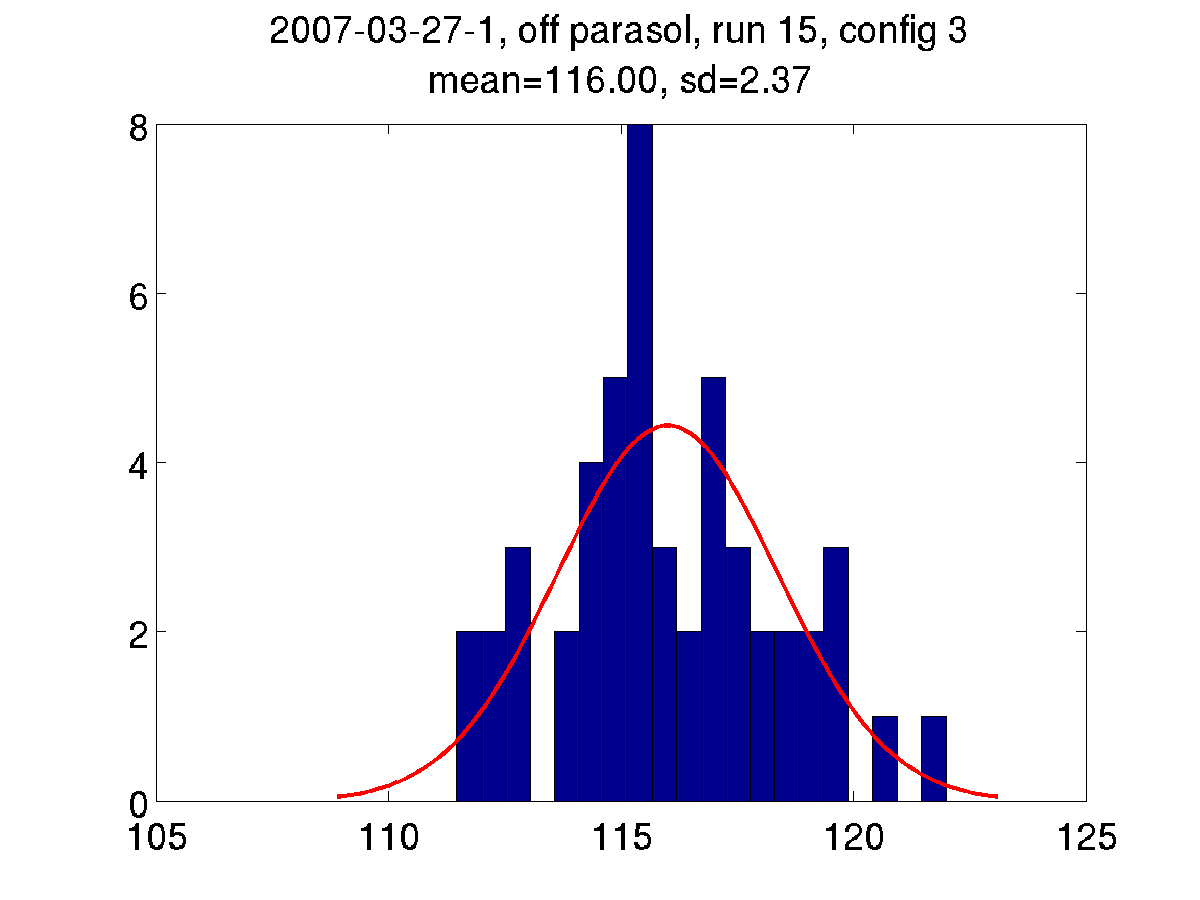 2007-03-27-1, off parasol, run 15, config 3
mean=116.00, sd=2.37
8
6
4
2
0
105 110 115 120 125